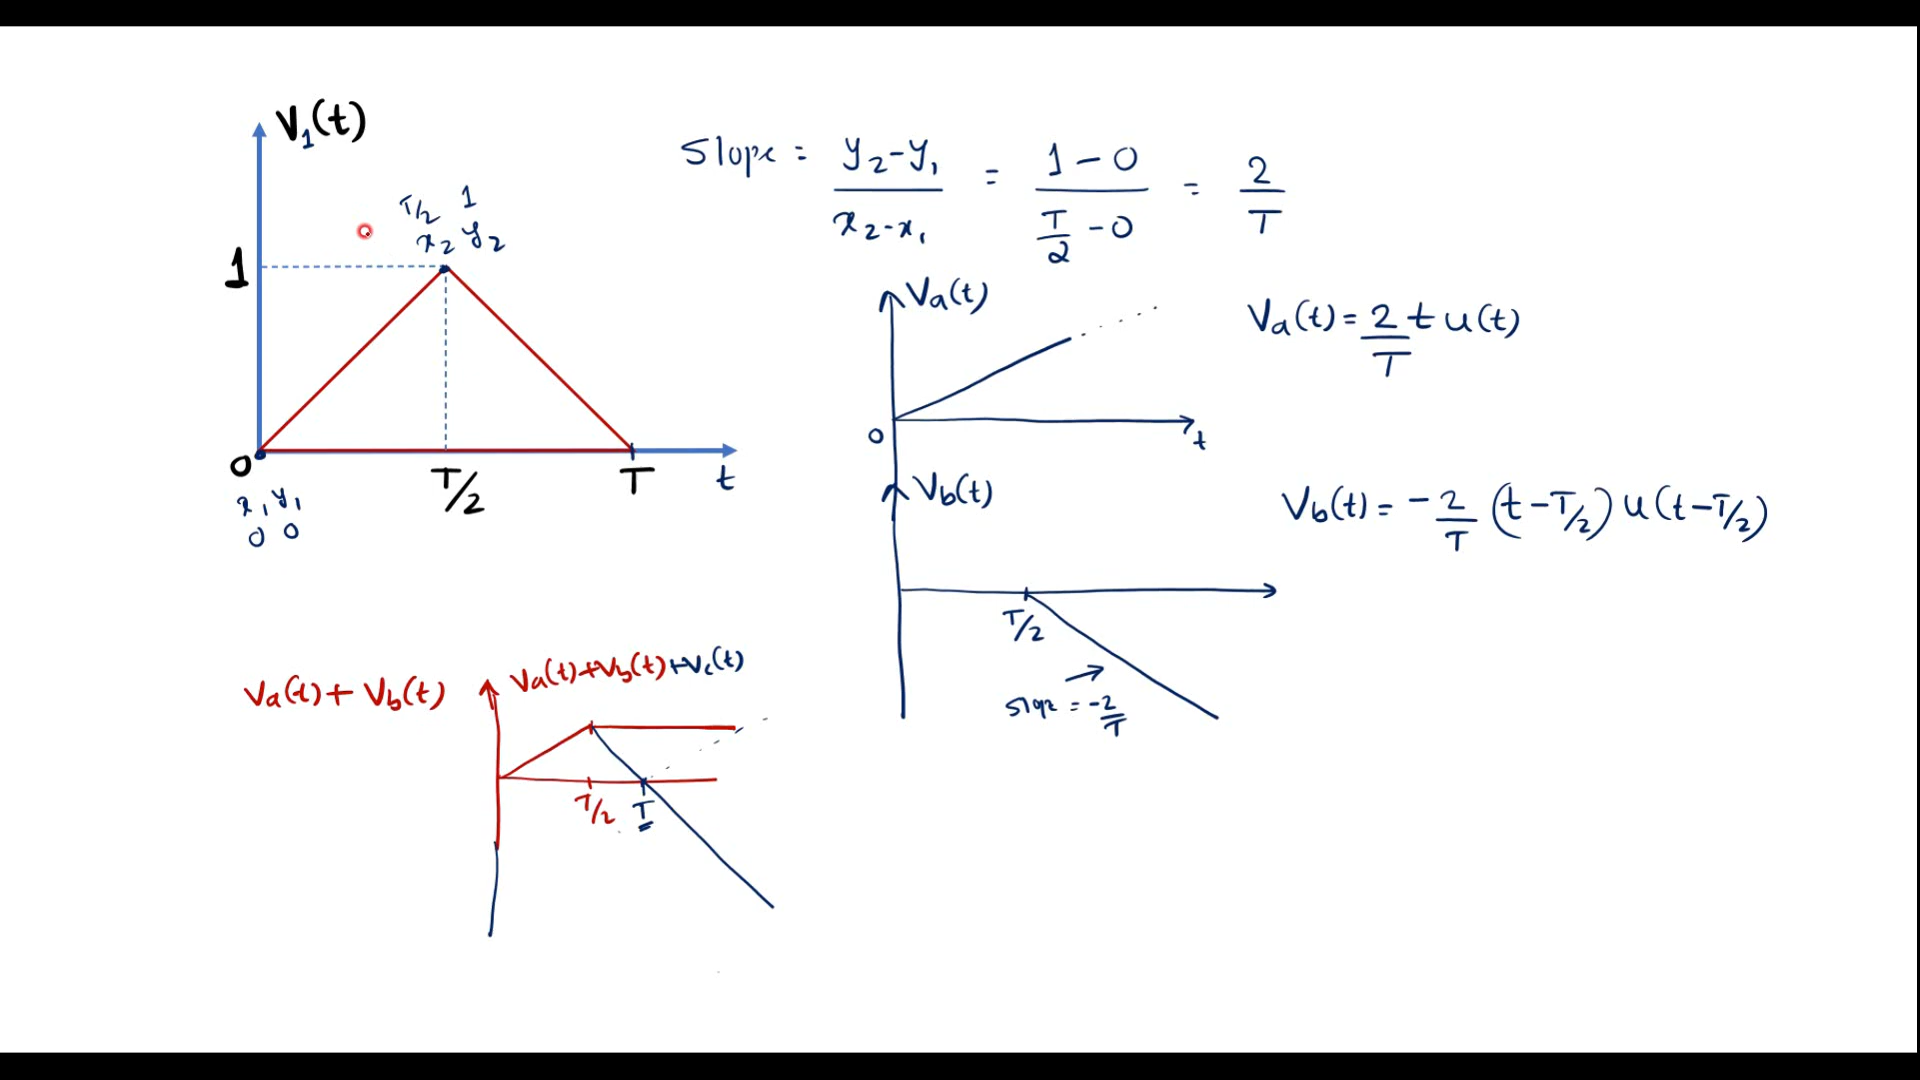 V₁(t)
T/2 1
x₂ y₂
1
0
T/2
T
t
x₁ y₁
0 0
Slope = y₂-y₁ / x₂-x₁ = 1-0 / T/2 -0 = 2/T
Va(t)
0
t
Va(t) = 2/T t u(t)
Vb(t)
T/2
slope = -2/T
Vb(t) = -2/T (t-T/2) u(t-T/2)
Va(t) + Vb(t)
Va(t)+Vb(t)+Vc(t)
T/2
T